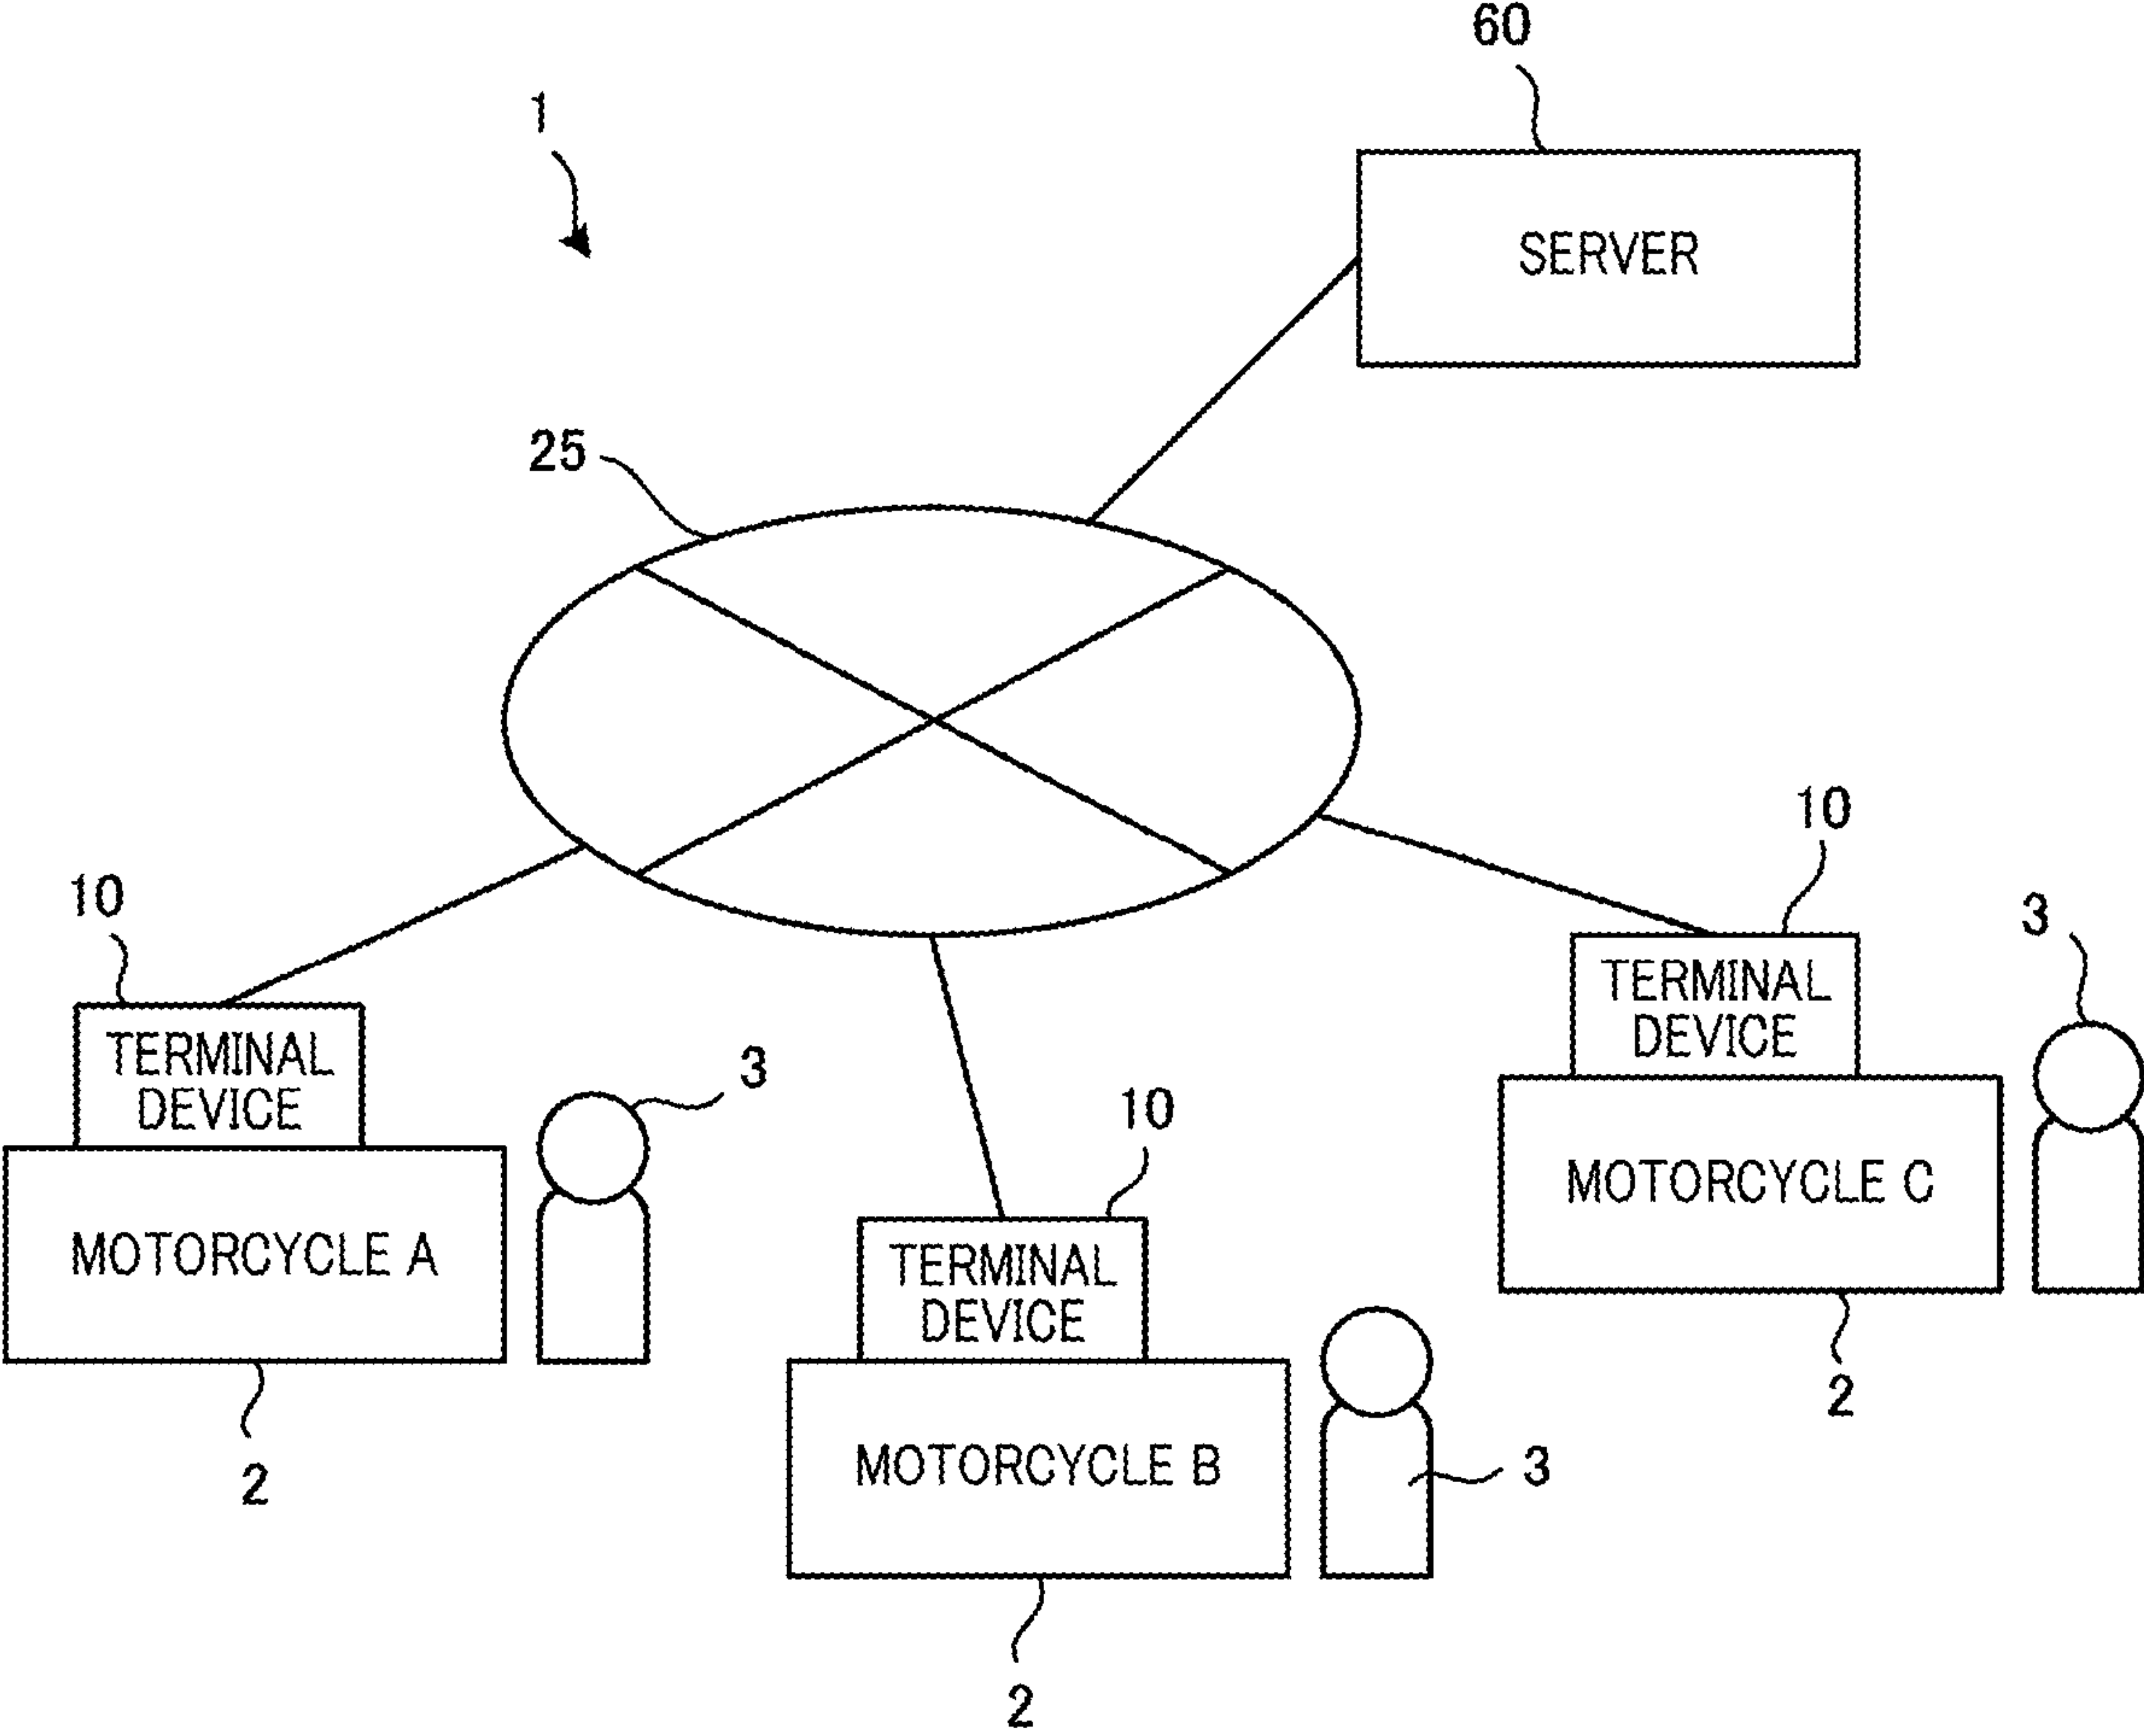 60
1
SERVER
25
10
10
3
TERMINAL
DEVICE
TERMINAL
DEVICE
3
10
MOTORCYCLE C
MOTORCYCLE A
TERMINAL
DEVICE
2
MOTORCYCLE B
3
2
2